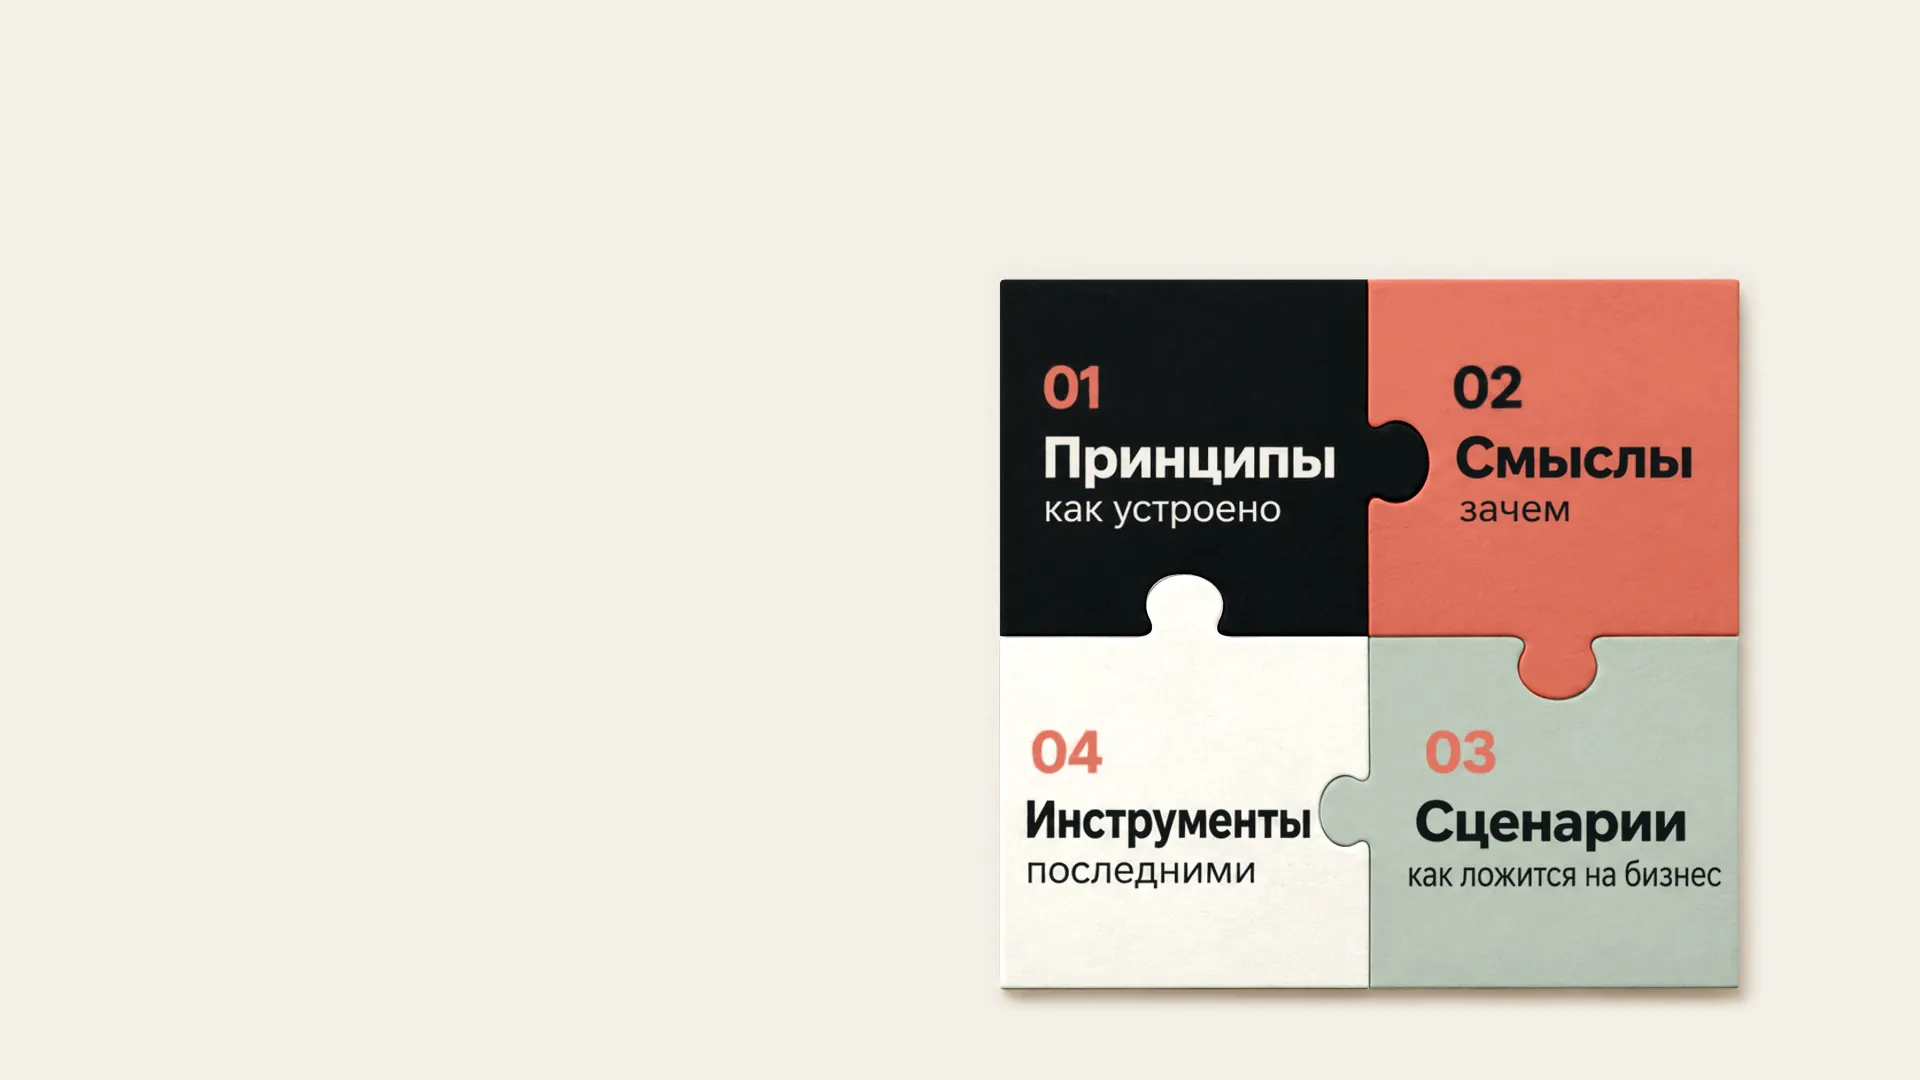 01
Принципы
как устроено
02
Смыслы
зачем
03
Сценарии
как ложится на бизнес
04
Инструменты
последними